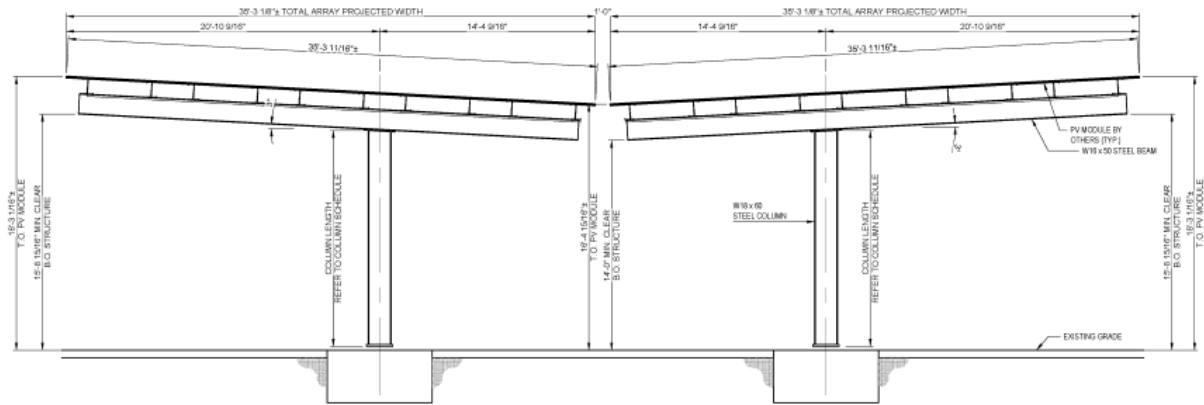 35'-3 1/8"± TOTAL ARRAY PROJECTED WIDTH
1'-0"
35'-3 1/8"± TOTAL ARRAY PROJECTED WIDTH
20'-10 9/16"
14'-4 9/16"
14'-4 9/16"
20'-10 9/16"
35'-3 11/16"±
35'-3 11/16"±
18'-3 1/16"±
T.O. PV MODULE
15'-8 15/16" MIN. CLEAR
B.O. STRUCTURE
COLUMN LENGTH
REFER TO COLUMN SCHEDULE
16'-4 15/16"±
T.O. PV MODULE
14'-0" MIN. CLEAR
B.O. STRUCTURE
W18 x 60
STEEL COLUMN
COLUMN LENGTH
REFER TO COLUMN SCHEDULE
PV MODULE BY
OTHERS (TYP.)
W16 x 50 STEEL BEAM
15'-8 15/16" MIN. CLEAR
B.O. STRUCTURE
18'-3 1/16"±
T.O. PV MODULE
EXISTING GRADE